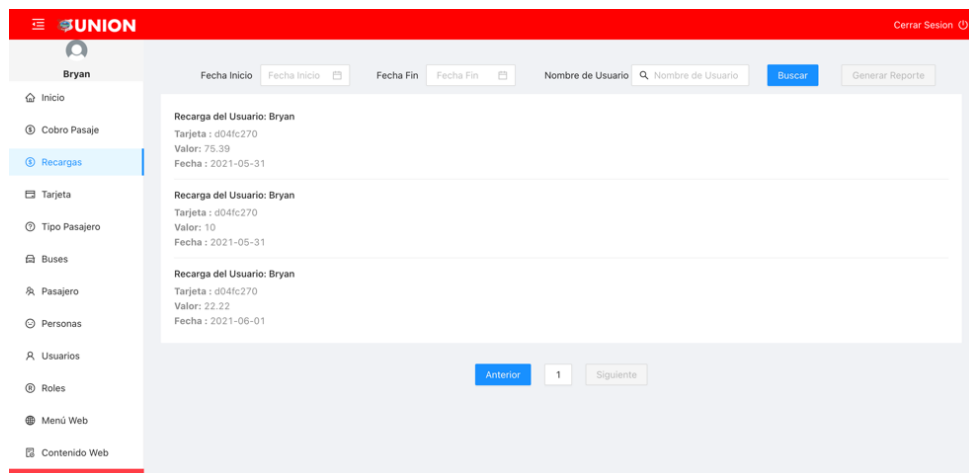 UNION
Cerrar Sesion
Bryan
Inicio
Cobro Pasaje
Recargas
Tarjeta
Tipo Pasajero
Buses
Pasajero
Personas
Usuarios
Roles
Menú Web
Contenido Web
Fecha Inicio Fecha Inicio Fecha Fin Fecha Fin Nombre de Usuario Nombre de Usuario Buscar Generar Reporte
Recarga del Usuario: Bryan
Tarjeta : d04fc270
Valor: 75.39
Fecha : 2021-05-31
Recarga del Usuario: Bryan
Tarjeta : d04fc270
Valor: 10
Fecha : 2021-05-31
Recarga del Usuario: Bryan
Tarjeta : d04fc270
Valor: 22.22
Fecha : 2021-06-01
Anterior 1 Siguiente